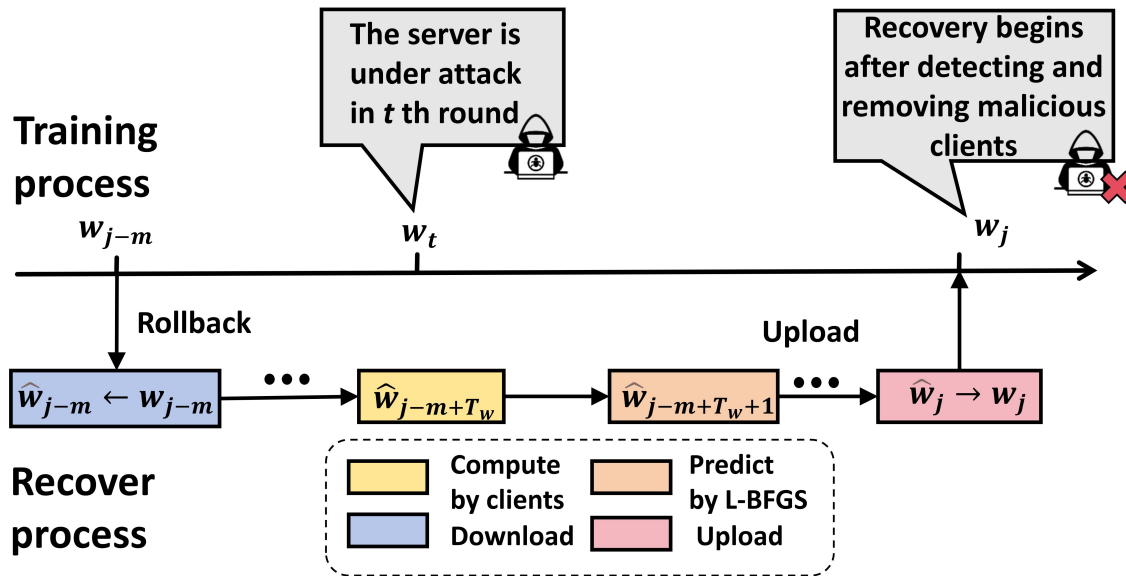 The server is
under attack
in t th round
Recovery begins
after detecting and
removing malicious
clients
Training
process
w_{j-m}
w_t
w_j
Rollback
Upload
ŵ_{j-m} ← w_{j-m}
•••
ŵ_{j-m+T_w}
ŵ_{j-m+T_w+1}
•••
ŵ_j → w_j
Recover
process
Compute
by clients
Predict
by L-BFGS
Download
Upload